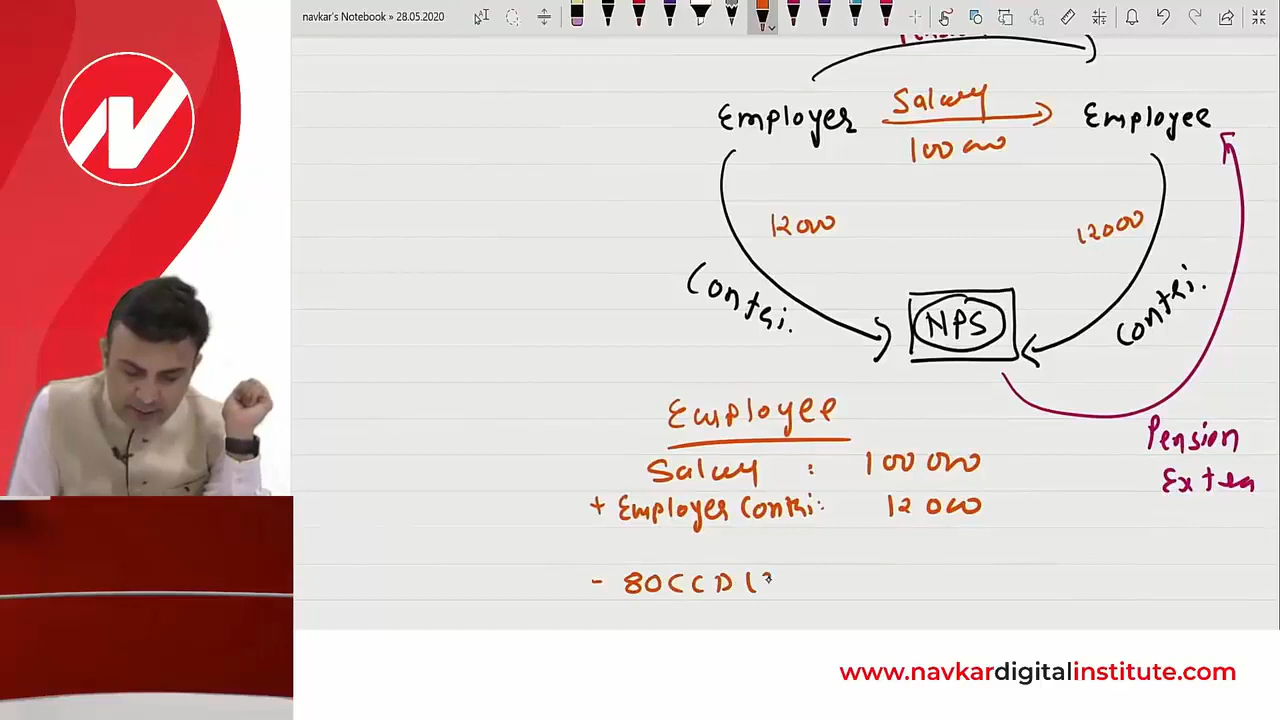 navkar's Notebook » 28.05.2020
Employer Salary Employee
100000
12000 12000
Contri. Contri.
NPS
Employee
Pension
Extra
Salary : 100000
+ Employer Contri: 12000
- 80CCD(
www.navkardigitalinstitute.com